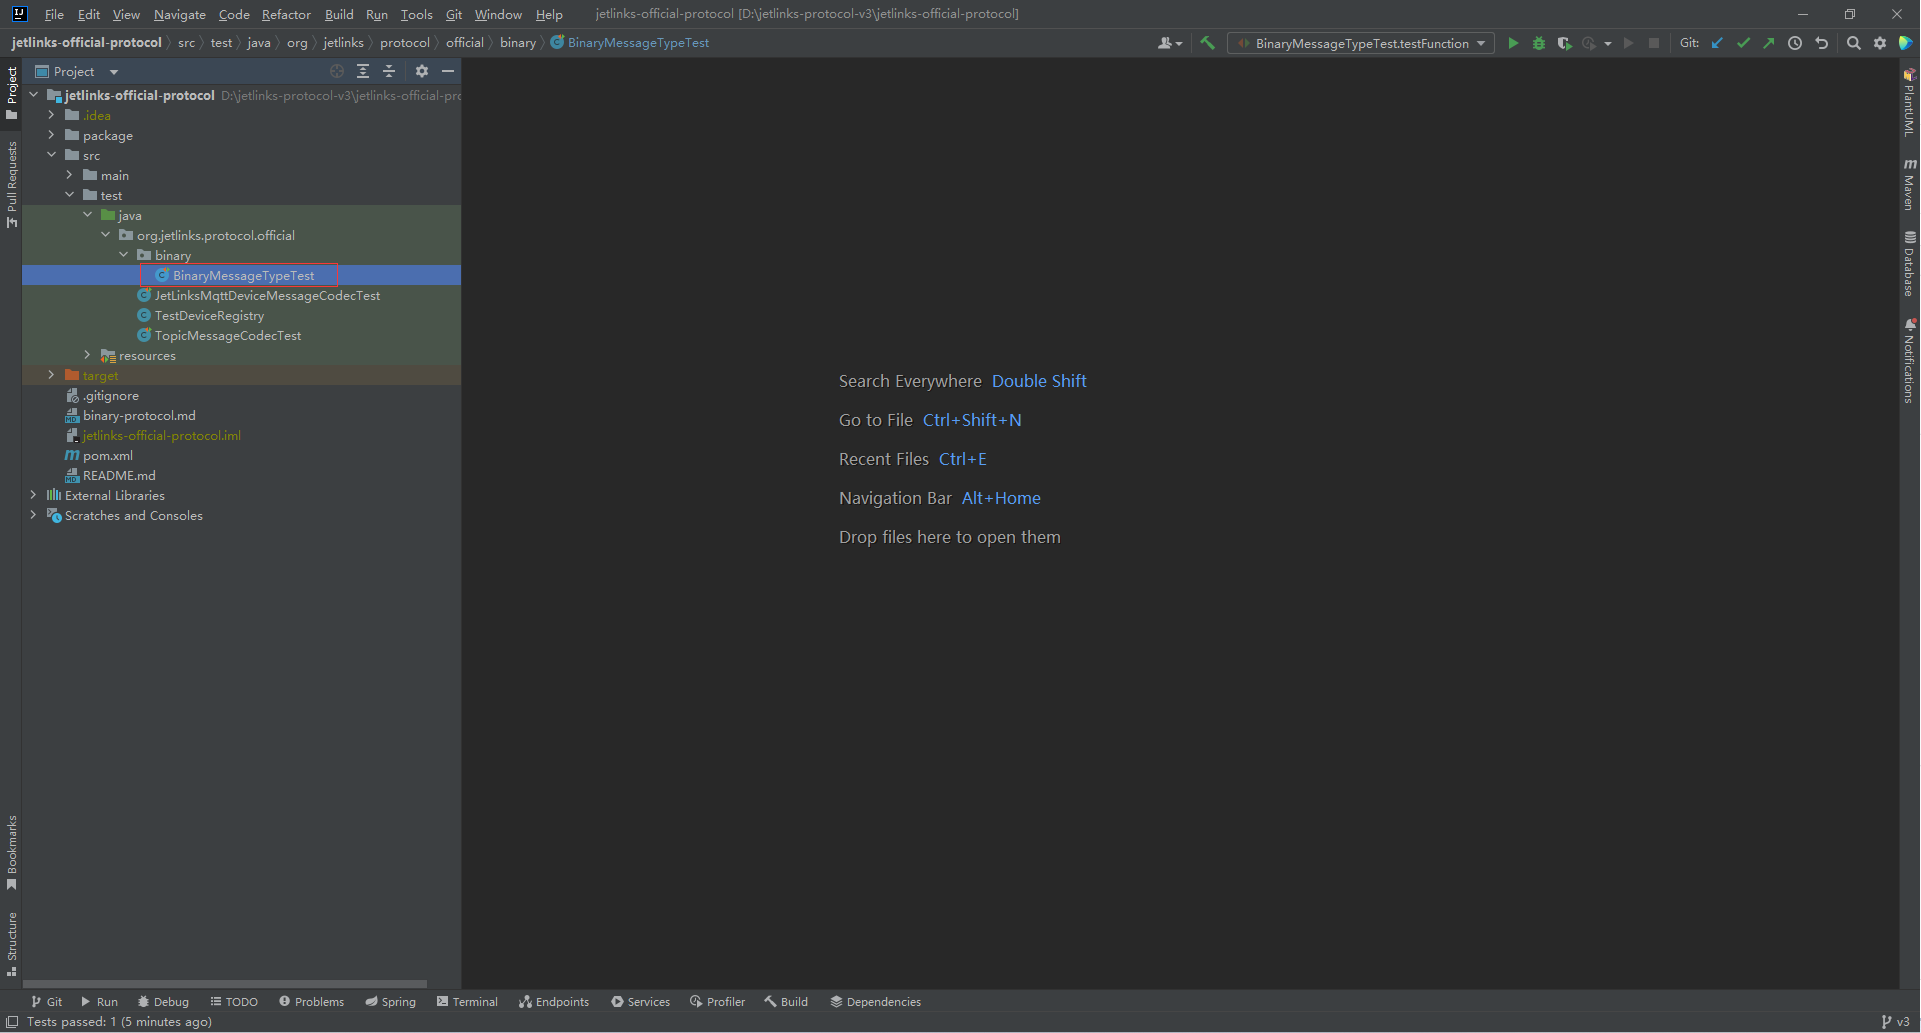 File Edit View Navigate Code Refactor Build Run Tools Git Window Help jetlinks-official-protocol [D:\jetlinks-protocol-v3\jetlinks-official-protocol]
jetlinks-official-protocol src test java org jetlinks protocol official binary BinaryMessageTypeTest BinaryMessageTypeTest.testFunction Git:
Project
jetlinks-official-protocol D:\jetlinks-protocol-v3\jetlinks-official-pro
.idea
package
src
main
test
java
org.jetlinks.protocol.official
binary
BinaryMessageTypeTest
JetLinksMqttDeviceMessageCodecTest
TestDeviceRegistry
TopicMessageCodecTest
resources
target
.gitignore
binary-protocol.md
jetlinks-official-protocol.iml
pom.xml
README.md
External Libraries
Scratches and Consoles
Project
Pull Requests
Bookmarks
Structure
Search Everywhere Double Shift
Go to File Ctrl+Shift+N
Recent Files Ctrl+E
Navigation Bar Alt+Home
Drop files here to open them
PlantUML
Maven
Database
Notifications
Git Run Debug TODO Problems Spring Terminal Endpoints Services Profiler Build Dependencies
Tests passed: 1 (5 minutes ago) v3